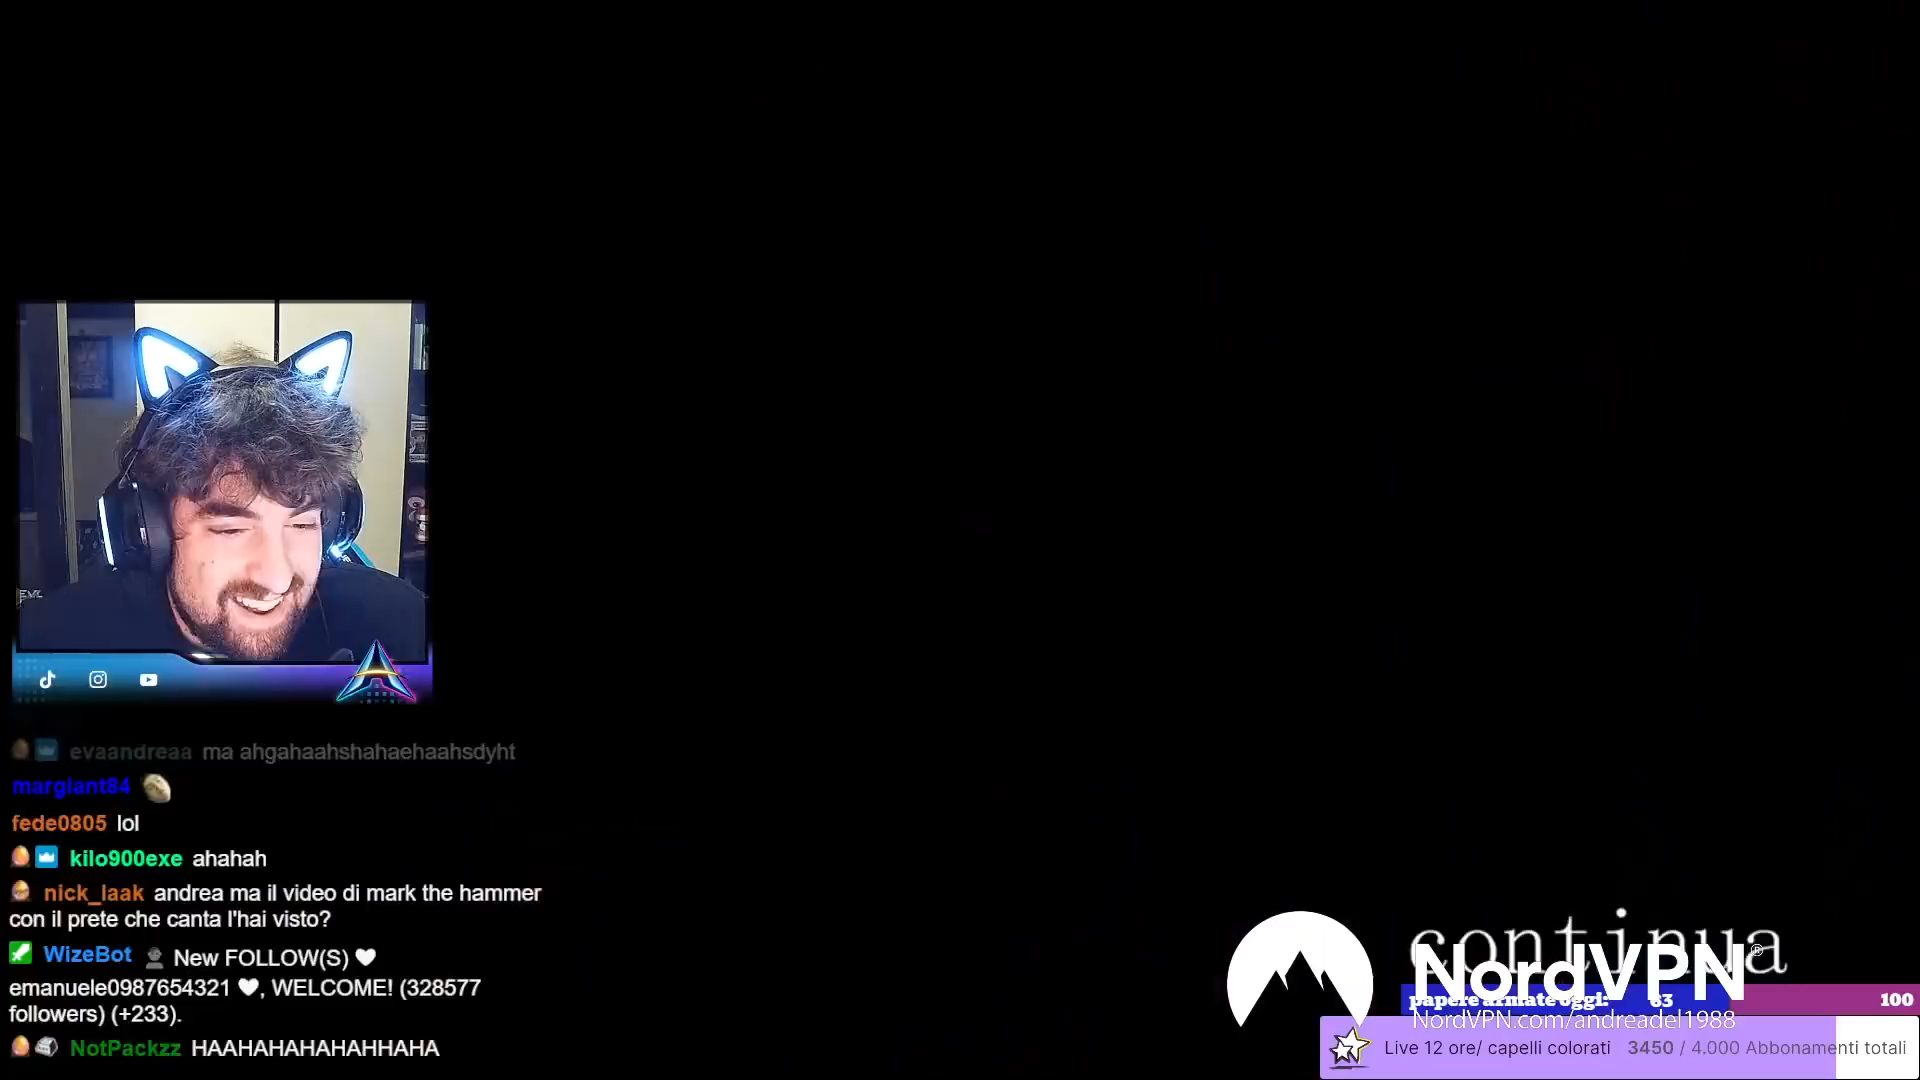 evaandreaa ma ahgahaahshahaehaahsdyht
margiant84
fede0805 lol
kilo900exe ahahah
nick_laak andrea ma il video di mark the hammer
con il prete che canta l'hai visto?
WizeBot New FOLLOW(S)
emanuele0987654321 , WELCOME! (328577
followers) (+233).
NotPackzz HAAHAHAHAHAHHAHA
continua
NordVPN®
papere armate oggi: 63 100
NordVPN.com/andreadel1988
Live 12 ore/ capelli colorati 3450 / 4.000 Abbonamenti totali